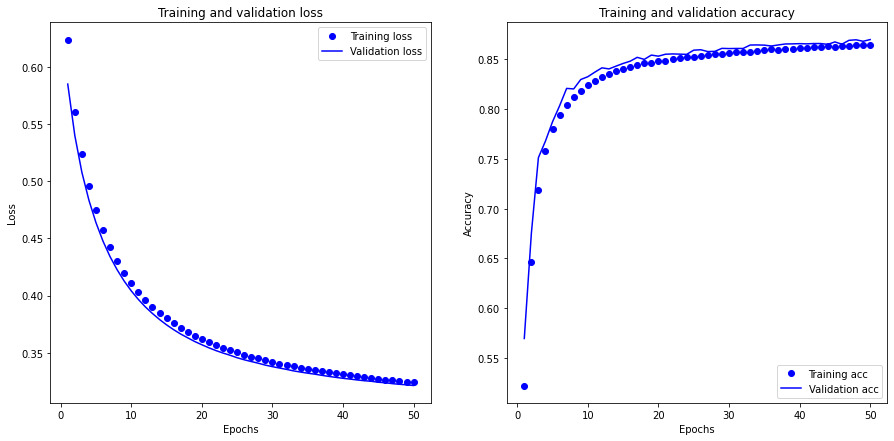 Training and validation loss
Training loss
Validation loss
0.60
0.55
0.50
0.45
0.40
0.35
Loss
0 10 20 30 40 50
Epochs
Training and validation accuracy
0.85
0.80
0.75
0.70
0.65
0.60
0.55
Accuracy
Training acc
Validation acc
0 10 20 30 40 50
Epochs